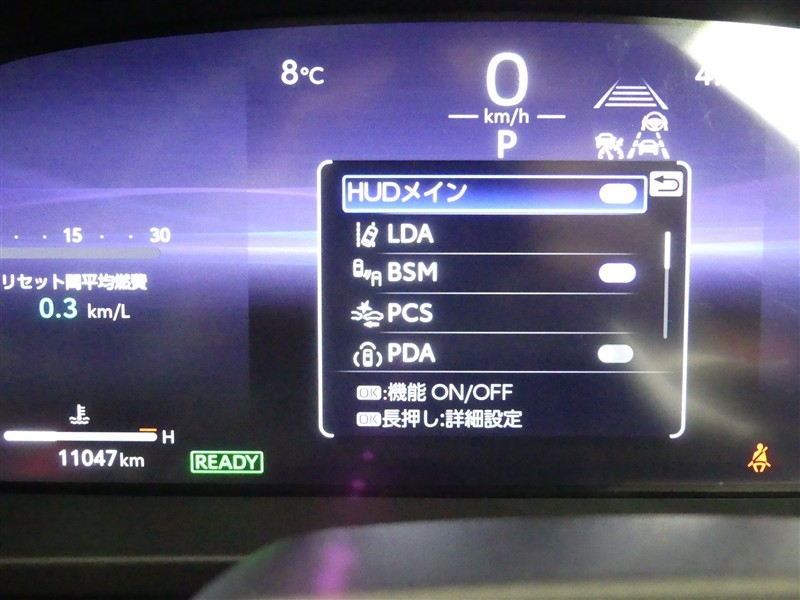 8℃
0
km/h
P
HUDメイン
LDA
BSM
PCS
PDA
OK:機能 ON/OFF
OK長押し:詳細設定
15 30
リセット間平均燃費
0.3 km/L
H
11047km
READY